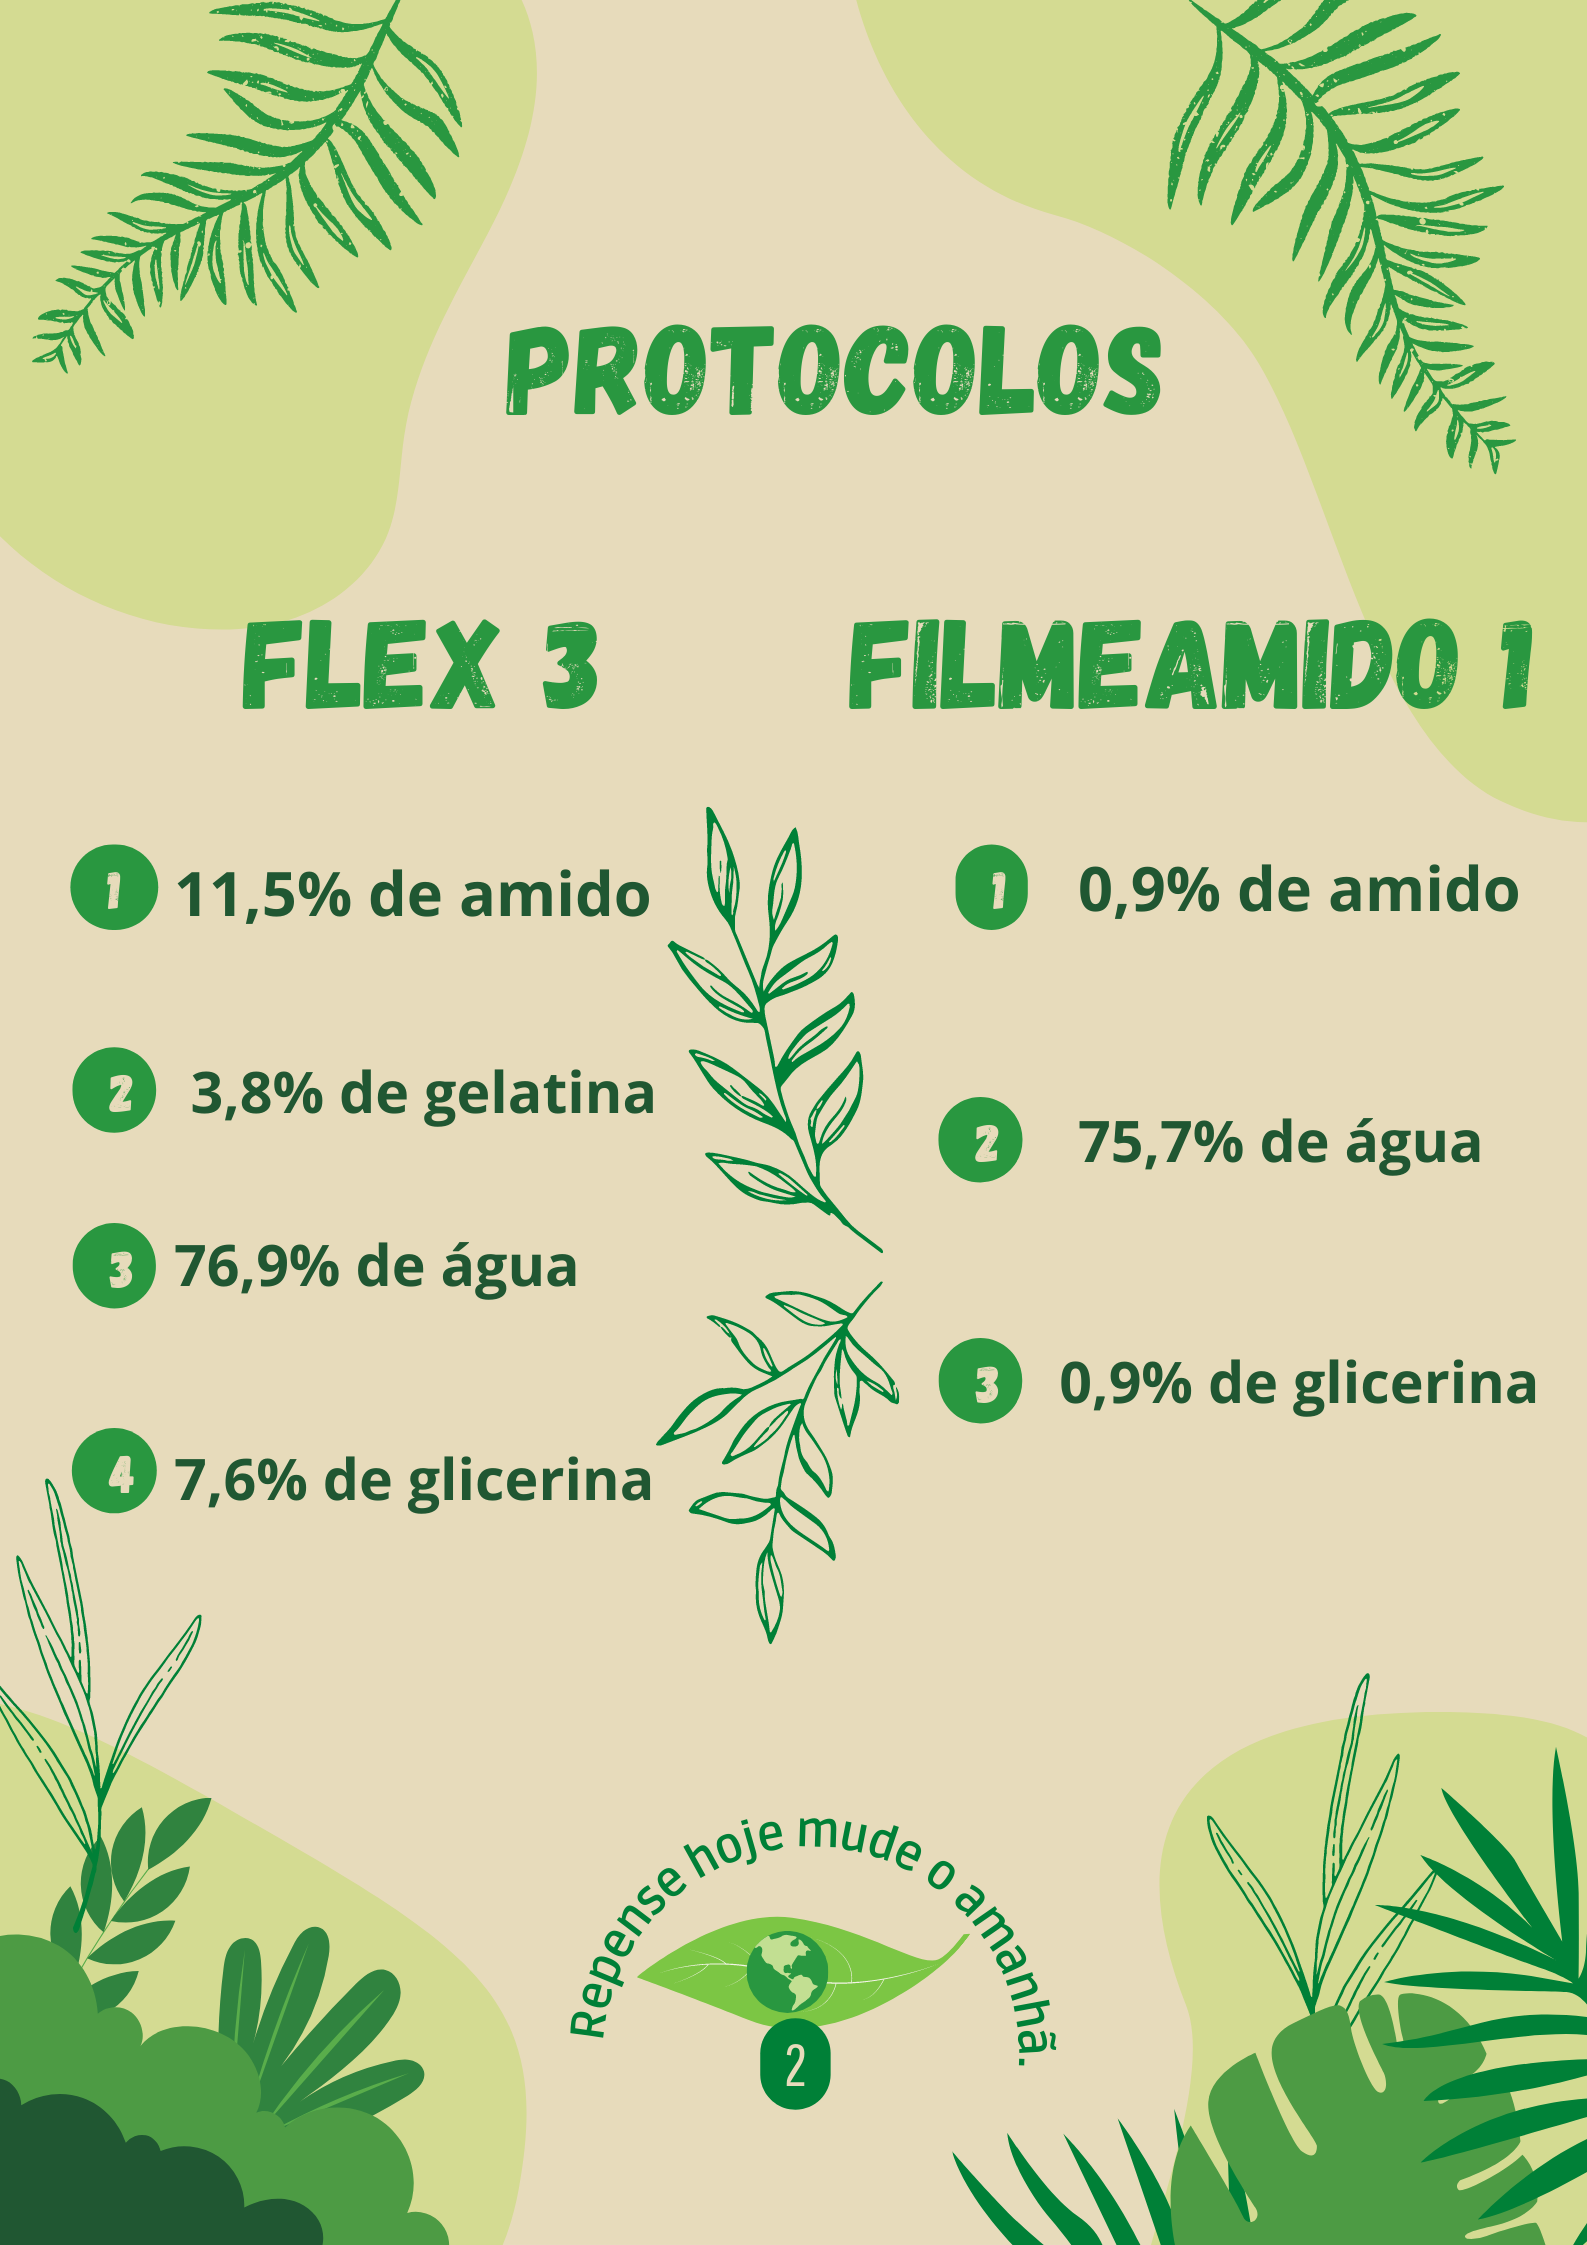 PROTOCOLOS
FLEX 3
1 11,5% de amido
2 3,8% de gelatina
3 76,9% de água
4 7,6% de glicerina
FILMEAMIDO 1
1 0,9% de amido
2 75,7% de água
3 0,9% de glicerina
Repense hoje mude o amanhã.
2